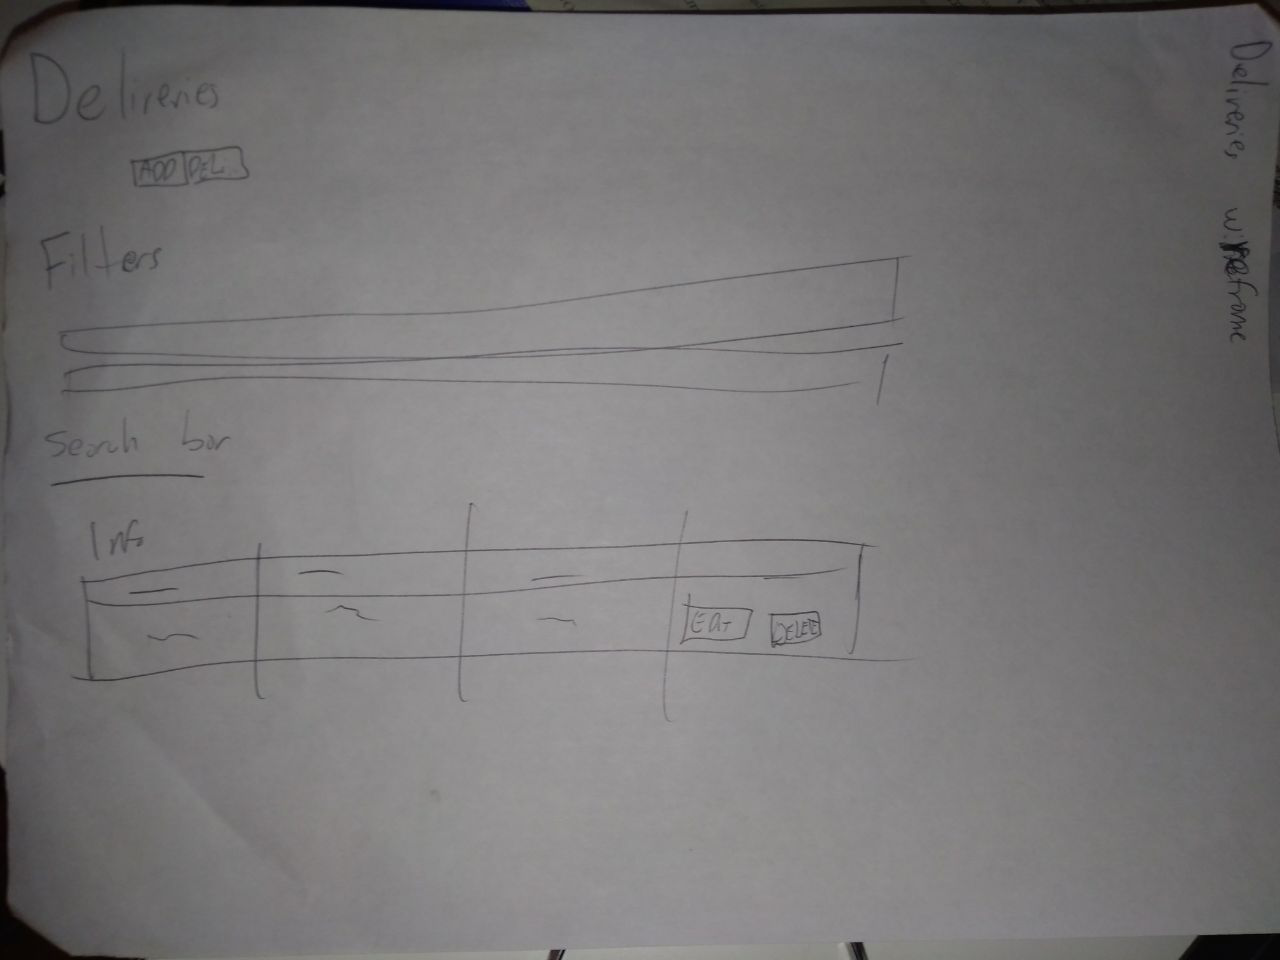 Deliveries
ADD DEL..
Filters
Search bar
Info
EDIT DELETE
Deliveries wireframe